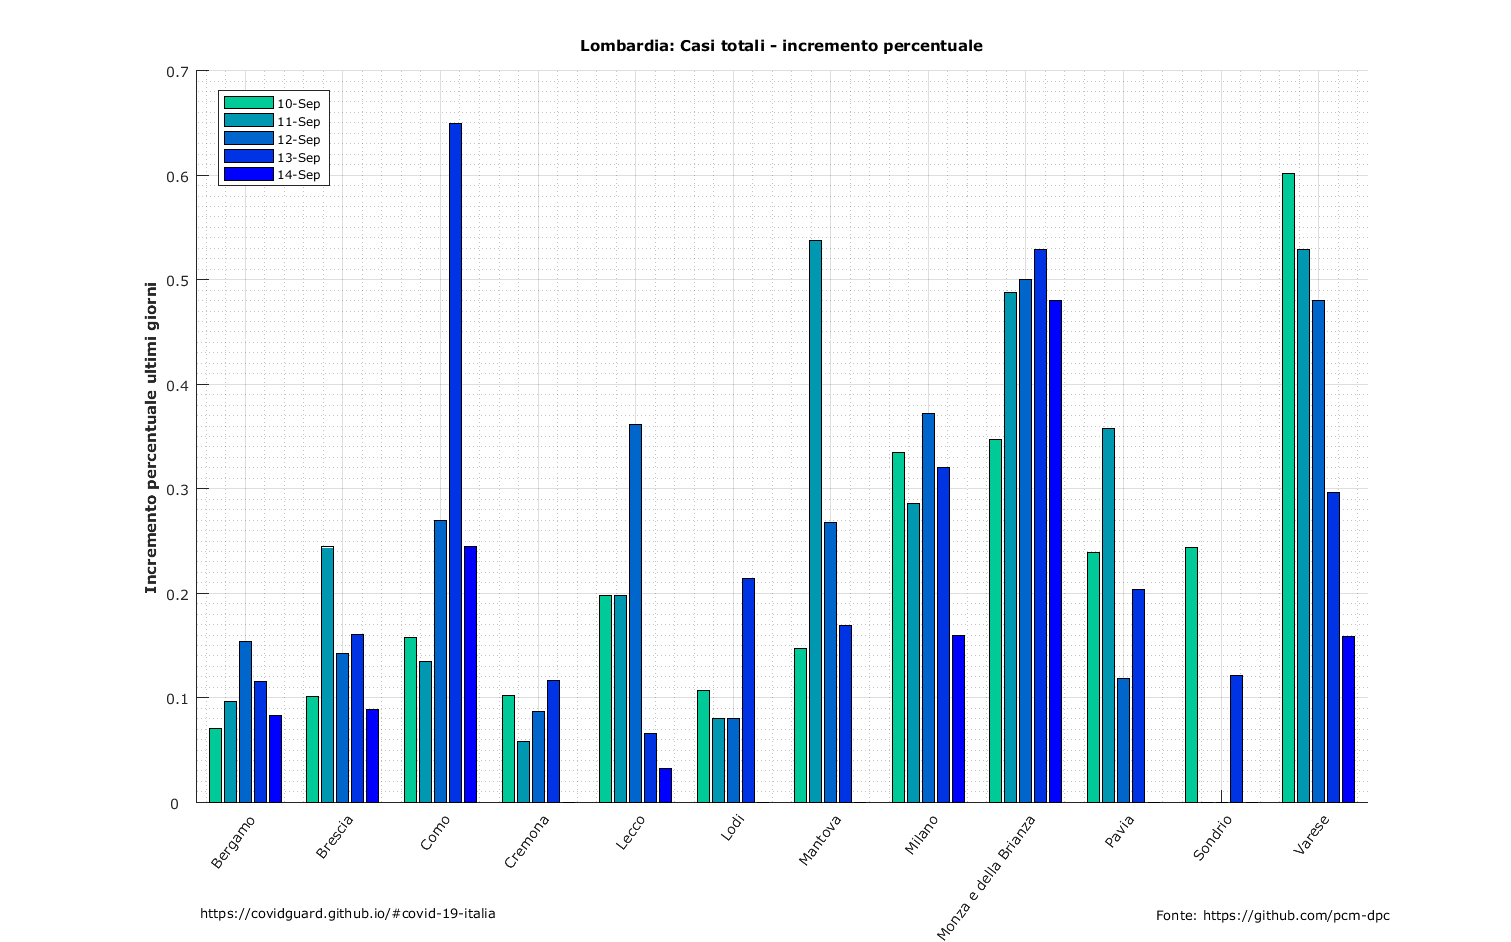 Lombardia: Casi totali - incremento percentuale
0.7
0.6
0.5
0.4
0.3
0.2
0.1
0
Incremento percentuale ultimi giorni
10-Sep
11-Sep
12-Sep
13-Sep
14-Sep
Bergamo
Brescia
Como
Cremona
Lecco
Lodi
Mantova
Milano
Monza e della Brianza
Pavia
Sondrio
Varese
https://covidguard.github.io/#covid-19-italia
Fonte: https://github.com/pcm-dpc